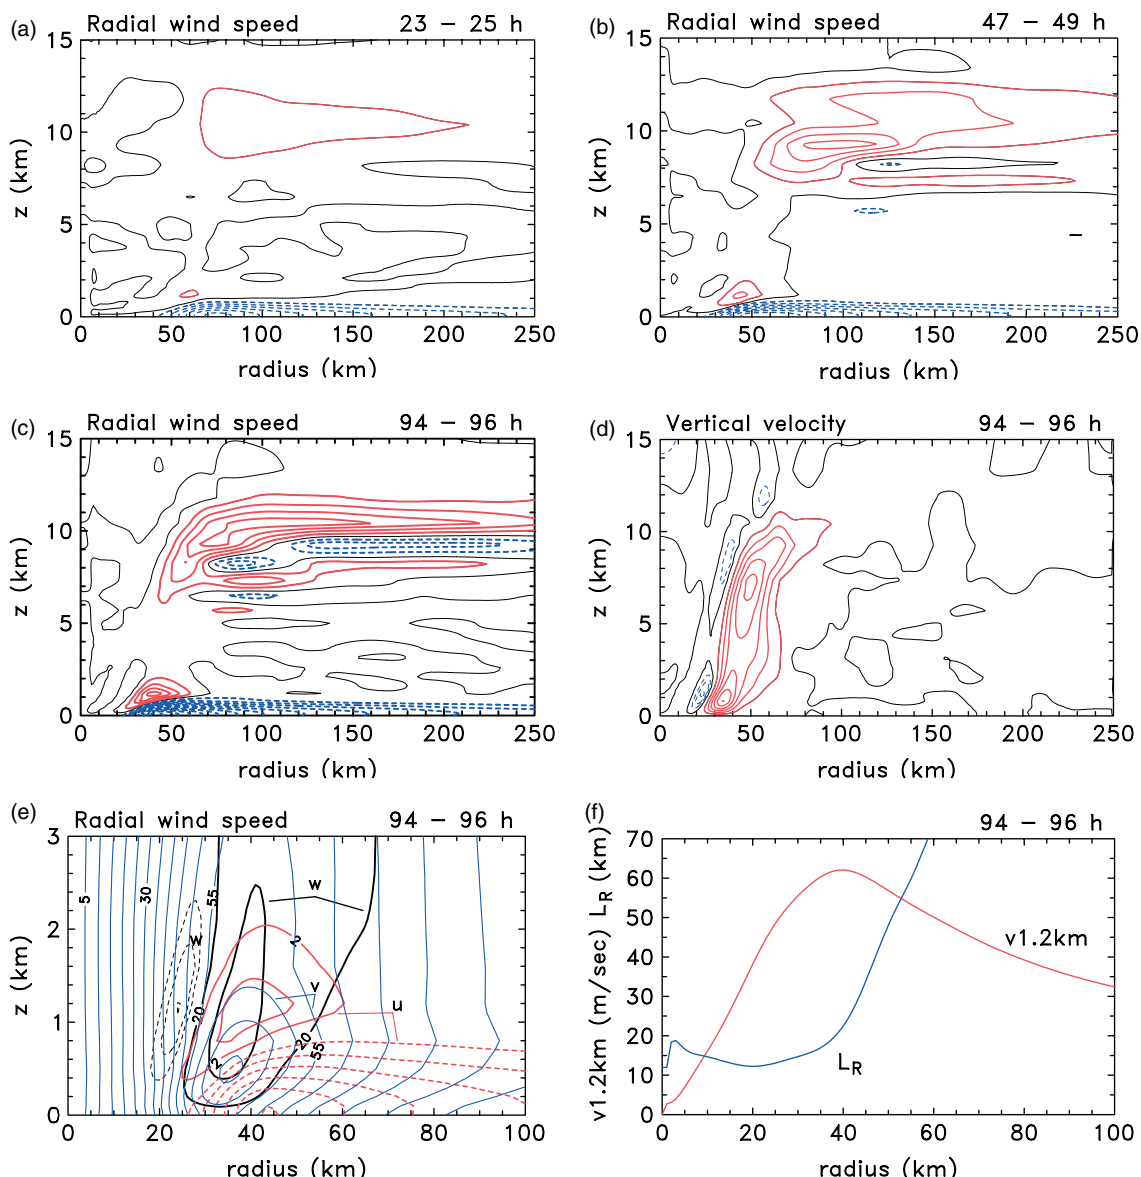 (a) Radial wind speed 23 – 25 h
15
10
5
0
z (km)
0 50 100 150 200 250
radius (km)
(b) Radial wind speed 47 – 49 h
15
10
5
0
z (km)
0 50 100 150 200 250
radius (km)
(c) Radial wind speed 94 – 96 h
15
10
5
0
z (km)
0 50 100 150 200 250
radius (km)
(d) Vertical velocity 94 – 96 h
15
10
5
0
z (km)
0 50 100 150 200 250
radius (km)
(e) Radial wind speed 94 – 96 h
3
2
1
0
z (km)
5 30 55
w
w
2
v
u
20
20
55
2
0 20 40 60 80 100
radius (km)
(f) 94 – 96 h
70
60
50
40
30
20
10
0
v1.2km (m/sec) LR (km)
v1.2km
LR
0 20 40 60 80 100
radius (km)